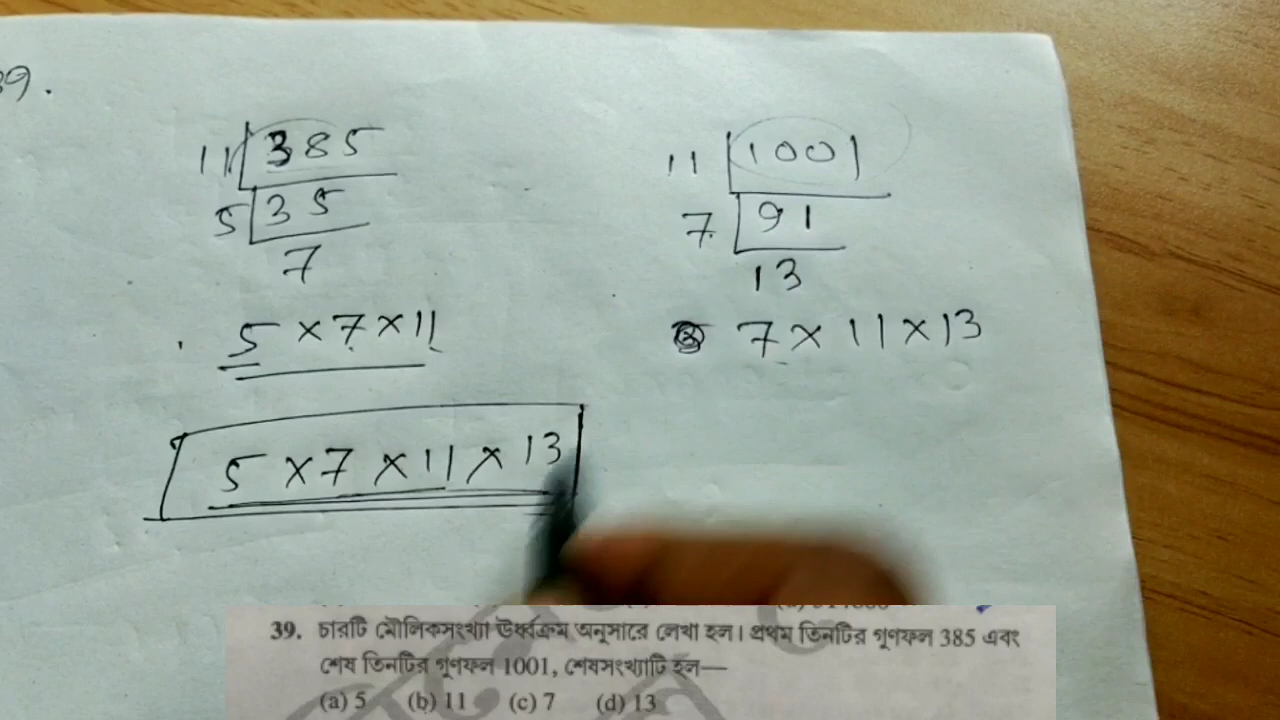 39.
11 385
5 35
7
5 × 7 × 11
11 1001
7 91
13
7 × 11 × 13
5 × 7 × 11 × 13
39. চারটি মৌলিকসংখ্যা ঊর্ধ্বক্রম অনুসারে লেখা হল। প্রথম তিনটির গুণফল 385 এবং
শেষ তিনটির গুণফল 1001, শেষসংখ্যাটি হল—
(a) 5 (b) 11 (c) 7 (d) 13